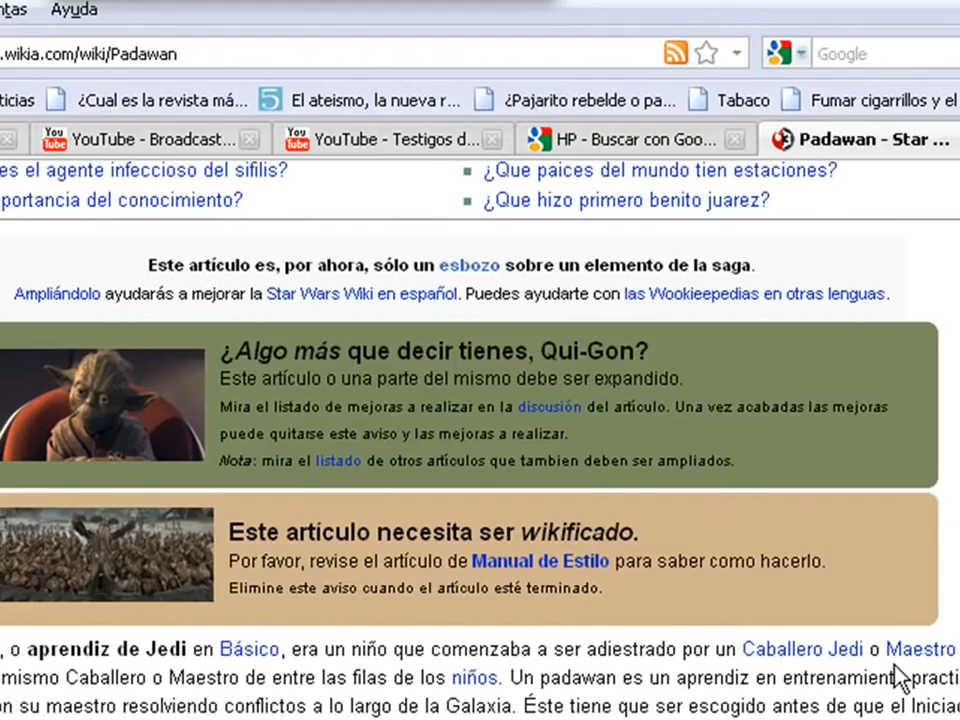 ntas Ayuda
.wikia.com/wiki/Padawan Google
ticias ¿Cual es la revista má... 5 El ateismo, la nueva r... ¿Pajarito rebelde o pa... Tabaco Fumar cigarrillos y el
You Tube YouTube - Broadcast... You Tube YouTube - Testigos d... HP - Buscar con Goo... Padawan - Star ...
es el agente infeccioso del sifilis? ¿Que paices del mundo tien estaciones?
portancia del conocimiento? ¿Que hizo primero benito juarez?
Este artículo es, por ahora, sólo un esbozo sobre un elemento de la saga.
Ampliándolo ayudarás a mejorar la Star Wars Wiki en español. Puedes ayudarte con las Wookieepedias en otras lenguas.
¿Algo más que decir tienes, Qui-Gon?
Este artículo o una parte del mismo debe ser expandido.
Mira el listado de mejoras a realizar en la discusión del artículo. Una vez acabadas las mejoras
puede quitarse este aviso y las mejoras a realizar.
Nota: mira el listado de otros artículos que tambien deben ser ampliados.
Este artículo necesita ser wikificado.
Por favor, revise el artículo de Manual de Estilo para saber como hacerlo.
Elimine este aviso cuando el artículo esté terminado.
, o aprendiz de Jedi en Básico, era un niño que comenzaba a ser adiestrado por un Caballero Jedi o Maestro
mismo Caballero o Maestro de entre las filas de los niños. Un padawan es un aprendiz en entrenamient practi
on su maestro resolviendo conflictos a lo largo de la Galaxia. Éste tiene que ser escogido antes de que el Iniciad